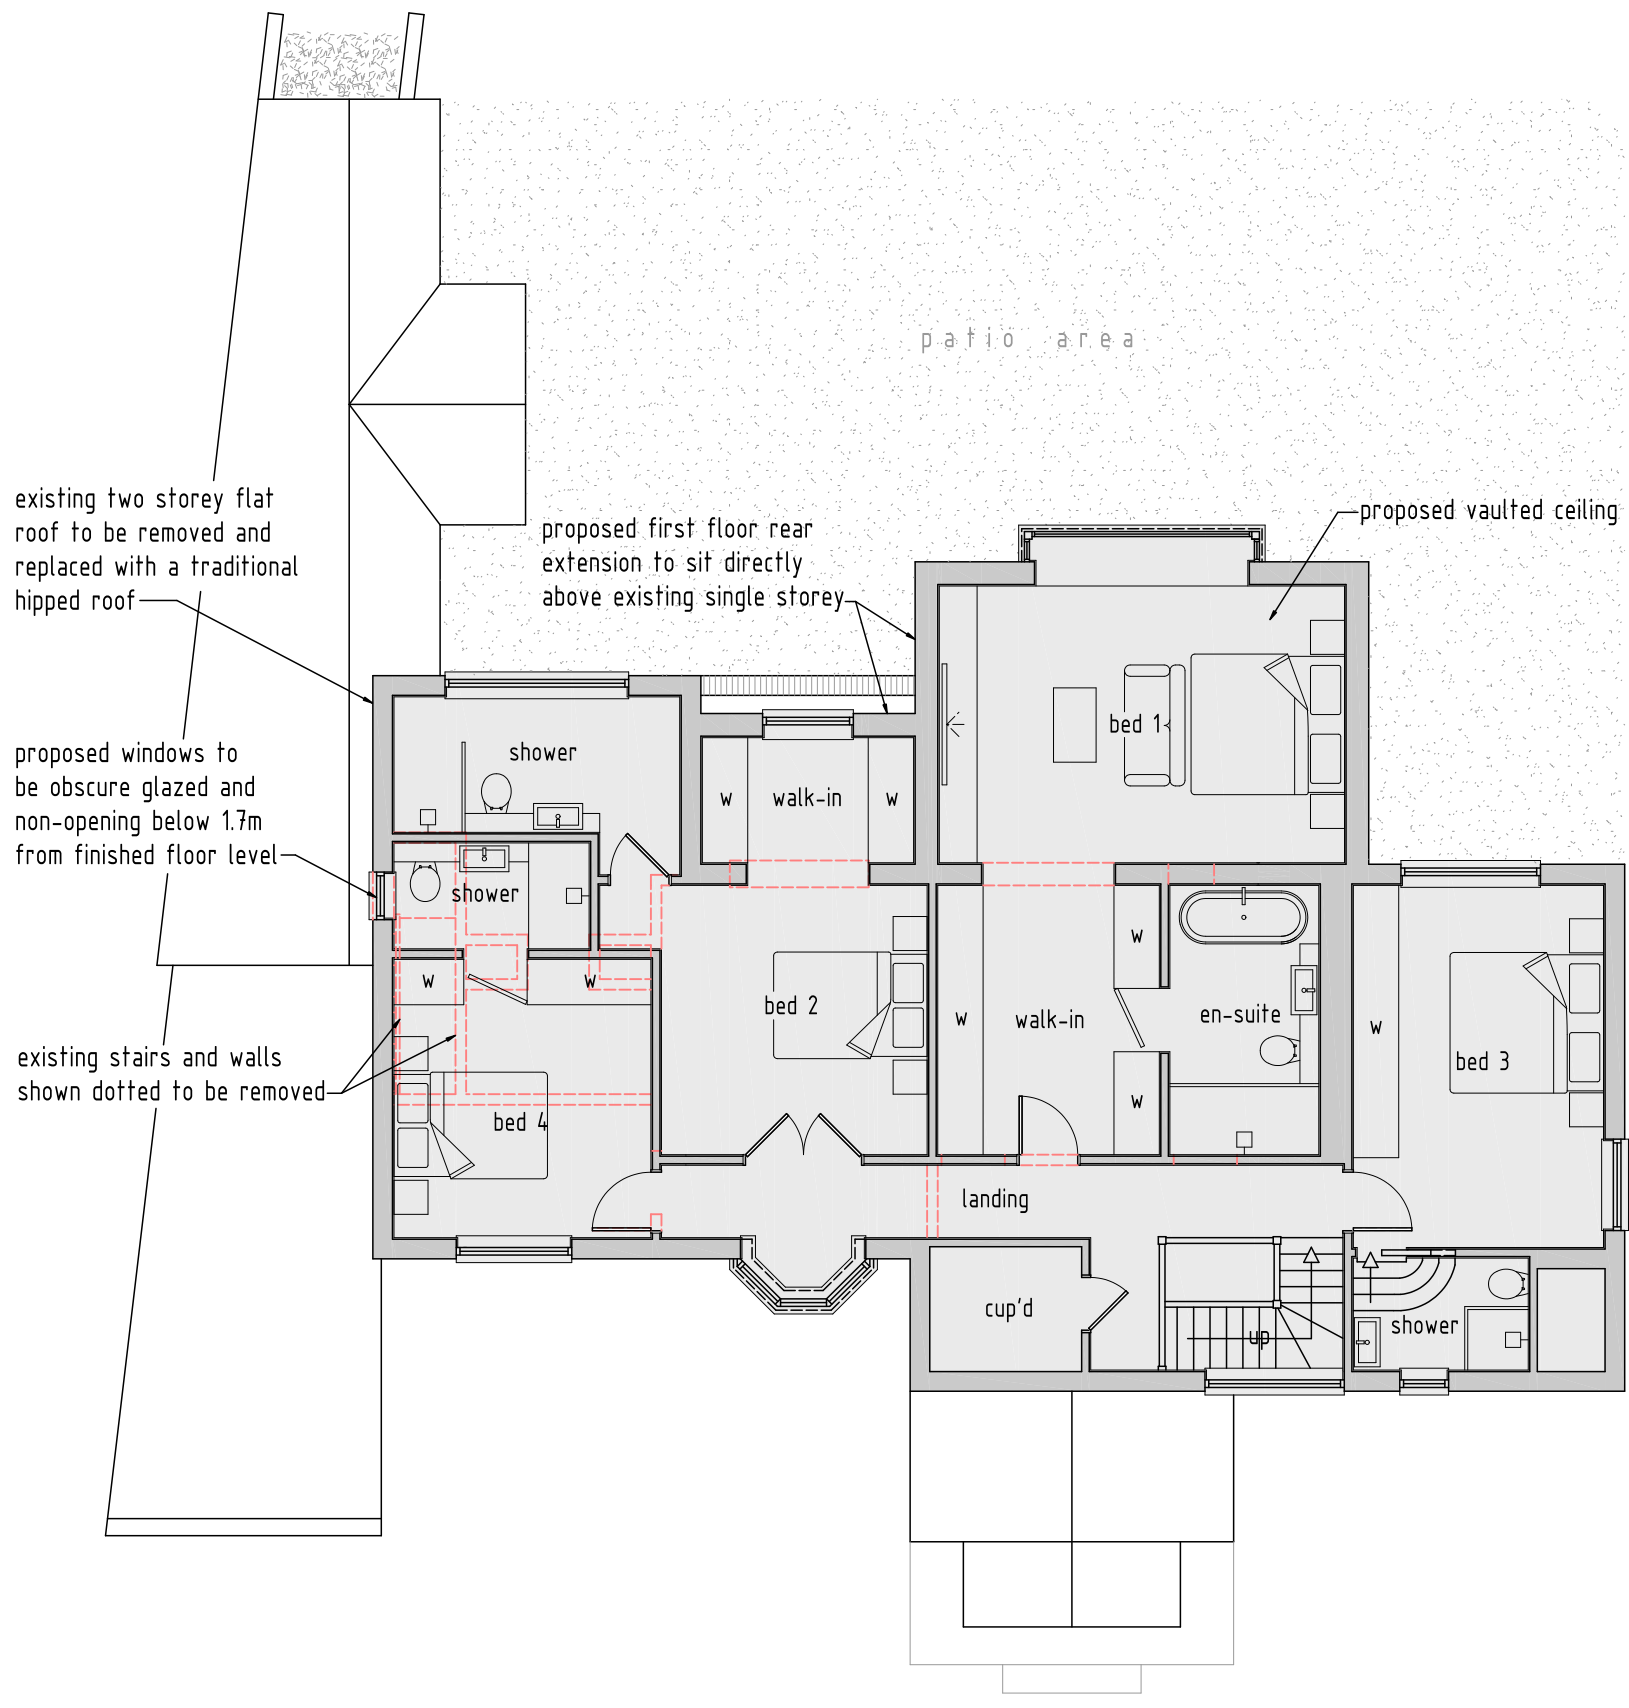 patio area
existing two storey flat
roof to be removed and
replaced with a traditional
hipped roof
proposed first floor rear
extension to sit directly
above existing single storey
proposed vaulted ceiling
proposed windows to
be obscure glazed and
non-opening below 1.7m
from finished floor level
shower
w
walk-in
w
bed 1
shower
w
w
bed 2
w
walk-in
w
w
en-suite
w
bed 3
existing stairs and walls
shown dotted to be removed
bed 4
landing
cup'd
up
shower